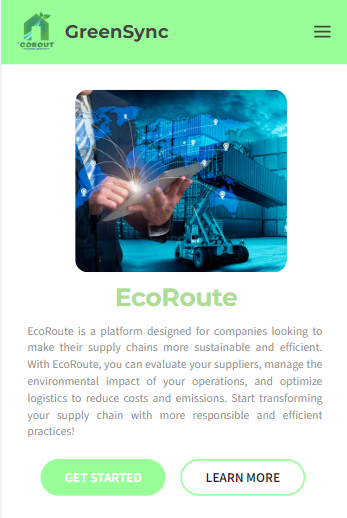 COROUT
GreenSync
EcoRoute
EcoRoute is a platform designed for companies looking to
make their supply chains more sustainable and efficient.
With EcoRoute, you can evaluate your suppliers, manage the
environmental impact of your operations, and optimize
logistics to reduce costs and emissions. Start transforming
your supply chain with more responsible and efficient
practices!
GET STARTED
LEARN MORE